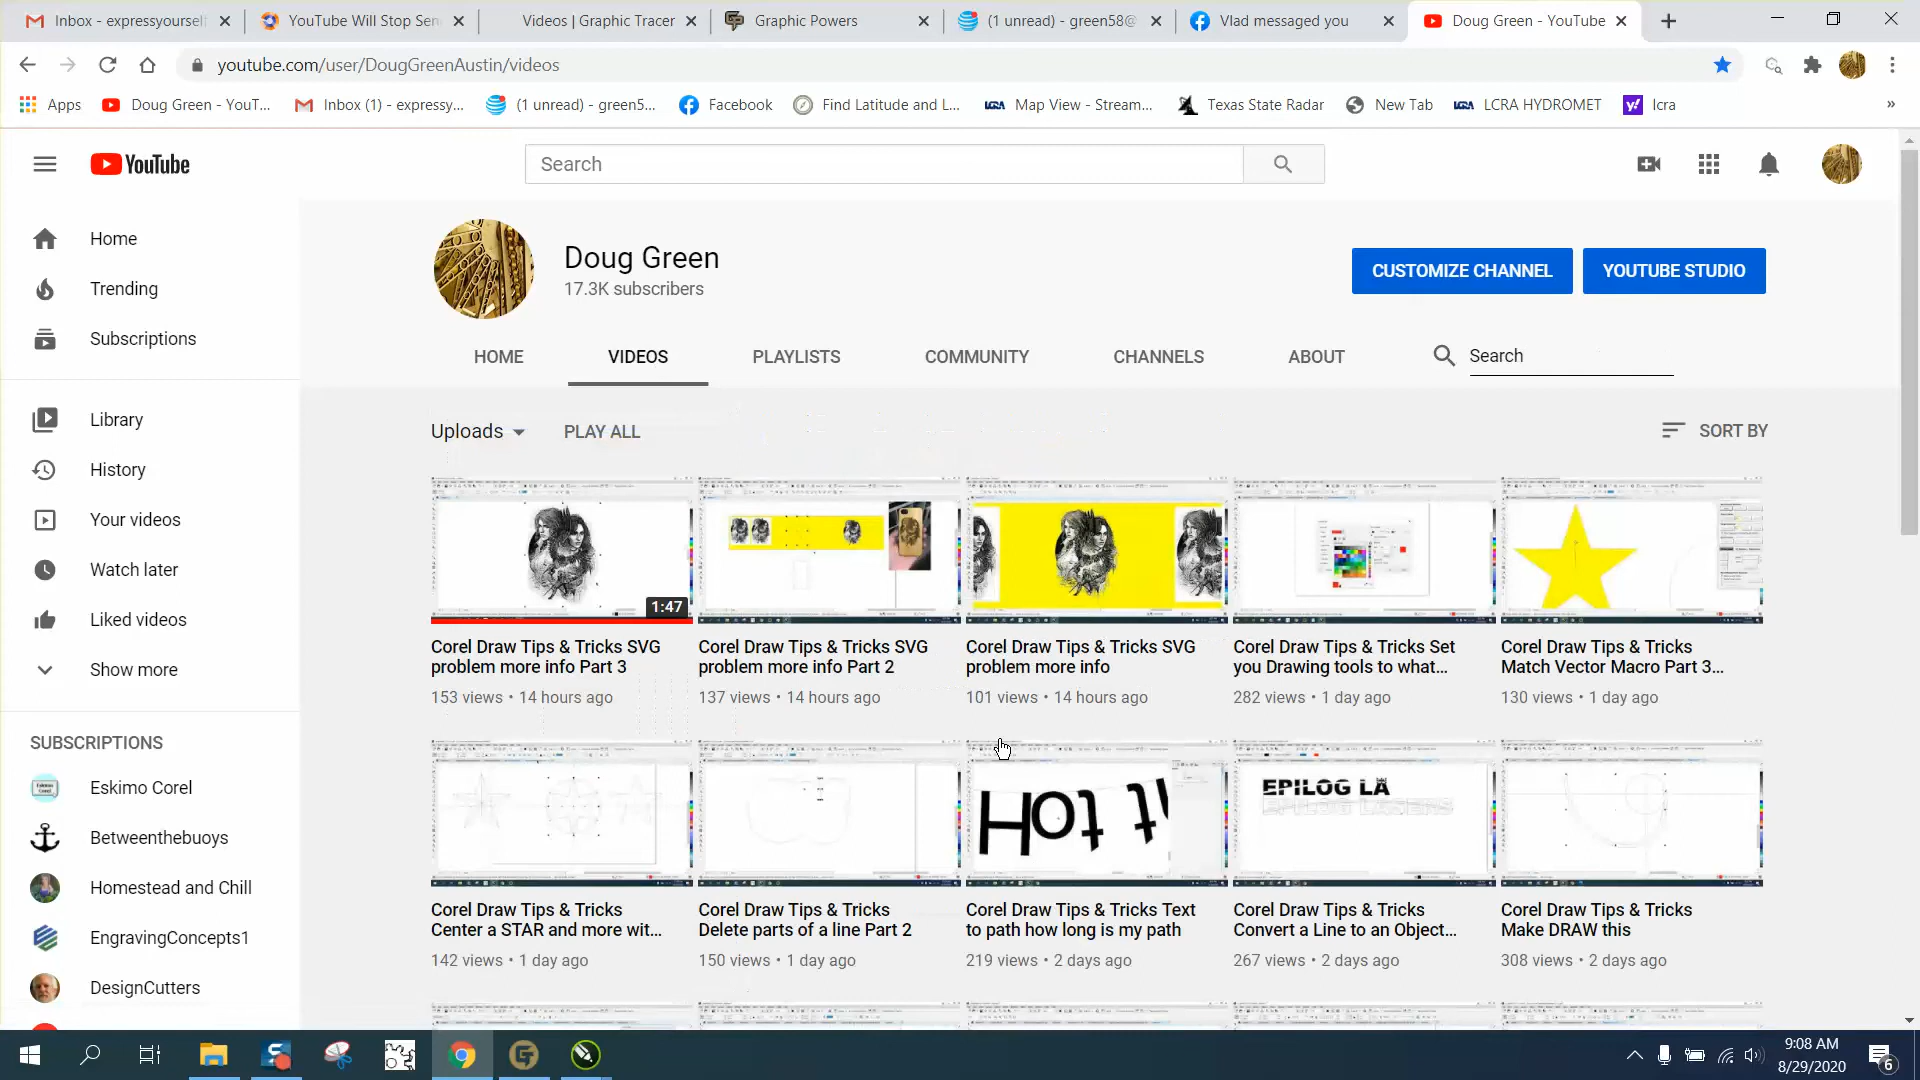 Inbox - expressyourself
YouTube Will Stop Sen
Videos | Graphic Tracer
Graphic Powers
(1 unread) - green58@
Vlad messaged you
Doug Green - YouTube
youtube.com/user/DougGreenAustin/videos
Apps
Doug Green - YouT...
Inbox (1) - expressy...
(1 unread) - green5...
Facebook
Find Latitude and L...
LCRA
Map View - Stream...
Texas State Radar
New Tab
LCRA
LCRA HYDROMET
y!
lcra
»
YouTube
Search
Home
Trending
Subscriptions
Library
History
Your videos
Watch later
Liked videos
Show more
SUBSCRIPTIONS
Eskimo Corel
Betweenthebuoys
Homestead and Chill
EngravingConcepts1
DesignCutters
Doug Green
17.3K subscribers
CUSTOMIZE CHANNEL
YOUTUBE STUDIO
HOME
VIDEOS
PLAYLISTS
COMMUNITY
CHANNELS
ABOUT
Search
Uploads
PLAY ALL
SORT BY
1:47
Corel Draw Tips & Tricks SVG
problem more info Part 3
153 views • 14 hours ago
Corel Draw Tips & Tricks SVG
problem more info Part 2
137 views • 14 hours ago
Corel Draw Tips & Tricks SVG
problem more info
101 views • 14 hours ago
Corel Draw Tips & Tricks Set
you Drawing tools to what...
282 views • 1 day ago
Corel Draw Tips & Tricks
Match Vector Macro Part 3...
130 views • 1 day ago
Corel Draw Tips & Tricks
Center a STAR and more wit...
142 views • 1 day ago
Corel Draw Tips & Tricks
Delete parts of a line Part 2
150 views • 1 day ago
Hot
Corel Draw Tips & Tricks Text
to path how long is my path
219 views • 2 days ago
EPILOG LA
EPILOG LASERS
Corel Draw Tips & Tricks
Convert a Line to an Object...
267 views • 2 days ago
Corel Draw Tips & Tricks
Make DRAW this
308 views • 2 days ago
9:08 AM
8/29/2020
6